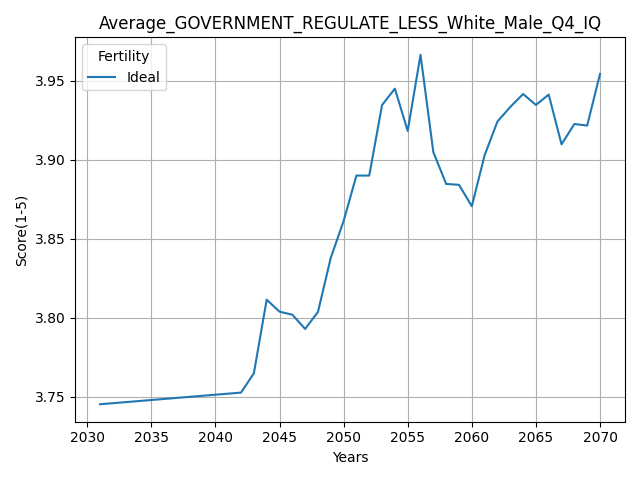 Average_GOVERNMENT_REGULATE_LESS_White_Male_Q4_IQ
Fertility
Ideal
Score(1-5)
3.95
3.90
3.85
3.80
3.75
2030 2035 2040 2045 2050 2055 2060 2065 2070
Years